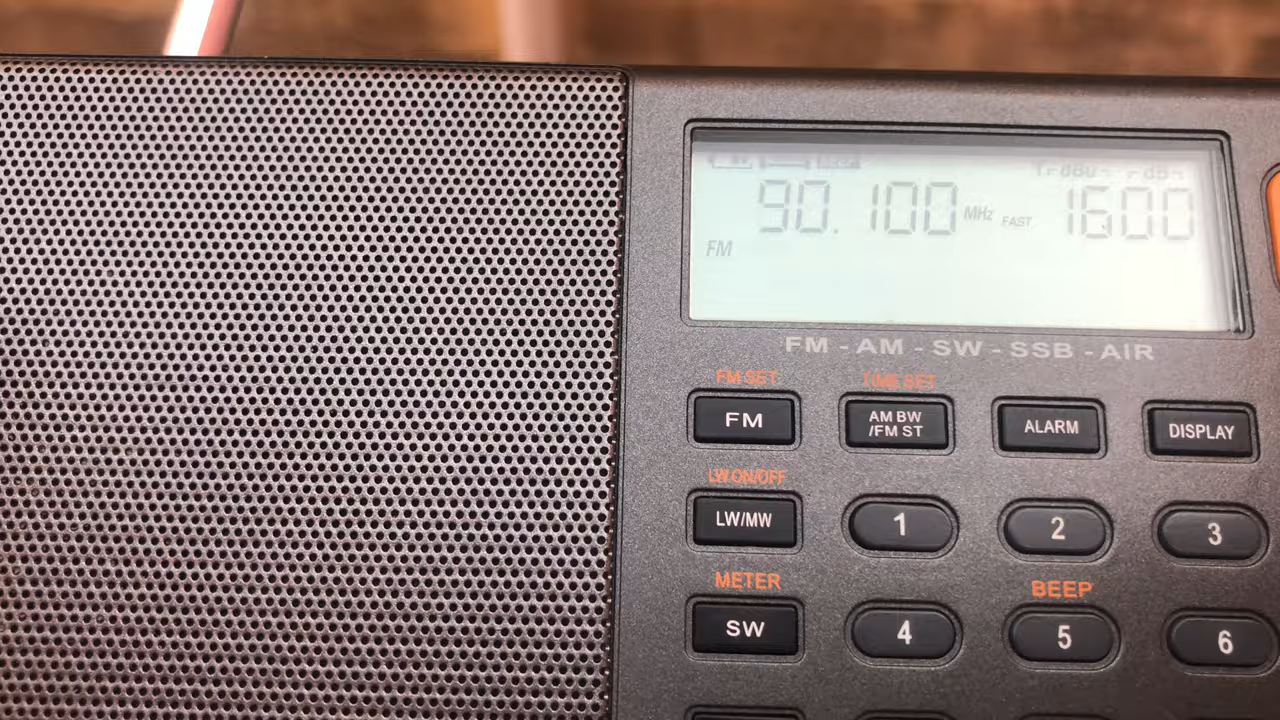 90.100 MHz FAST 1600
FM
FM - AM - SW - SSB - AIR
FM SET TIME SET
FM AM BW /FM ST ALARM DISPLAY
LW ON/OFF
LW/MW 1 2 3
METER BEEP
SW 4 5 6